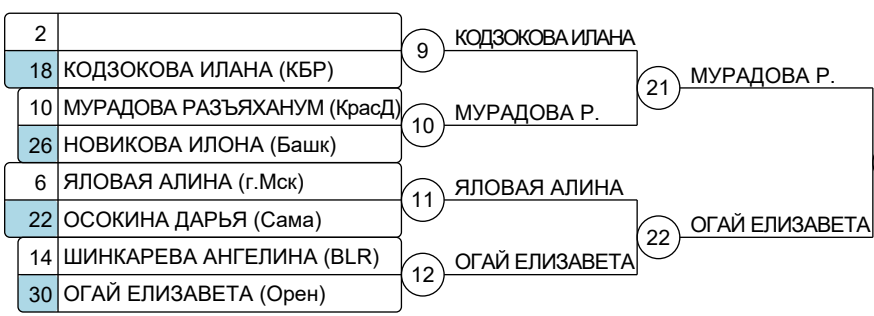 2
18 КОДЗОКОВА ИЛАНА (КБР)
10 МУРАДОВА РАЗЪЯХАНУМ (КрасД)
26 НОВИКОВА ИЛОНА (Башк)
6 ЯЛОВАЯ АЛИНА (г.Мск)
22 ОСОКИНА ДАРЬЯ (Сама)
14 ШИНКАРЕВА АНГЕЛИНА (BLR)
30 ОГАЙ ЕЛИЗАВЕТА (Орен)
9 КОДЗОКОВА ИЛАНА
10 МУРАДОВА Р.
11 ЯЛОВАЯ АЛИНА
12 ОГАЙ ЕЛИЗАВЕТА
21 МУРАДОВА Р.
22 ОГАЙ ЕЛИЗАВЕТА